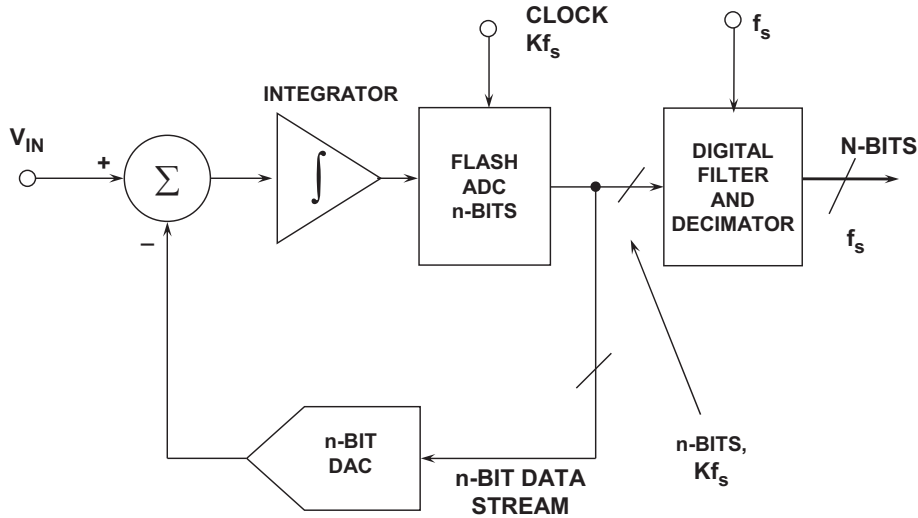 CLOCK
Kfs
fs
INTEGRATOR
VIN
+
Σ
–
∫
FLASH
ADC
n-BITS
DIGITAL
FILTER
AND
DECIMATOR
N-BITS
fs
n-BIT
DAC
n-BIT DATA
STREAM
n-BITS,
Kfs